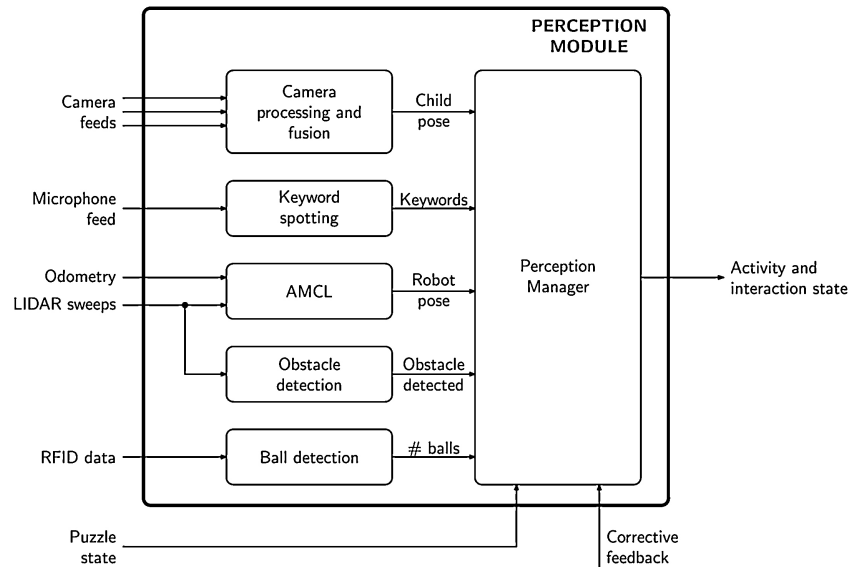 PERCEPTION
MODULE
Camera
feeds
Camera
processing and
fusion
Child
pose
Microphone
feed
Keyword
spotting
Keywords
Odometry
LIDAR sweeps
AMCL
Robot
pose
Perception
Manager
Activity and
interaction state
Obstacle
detection
Obstacle
detected
RFID data
Ball detection
# balls
Puzzle
state
Corrective
feedback